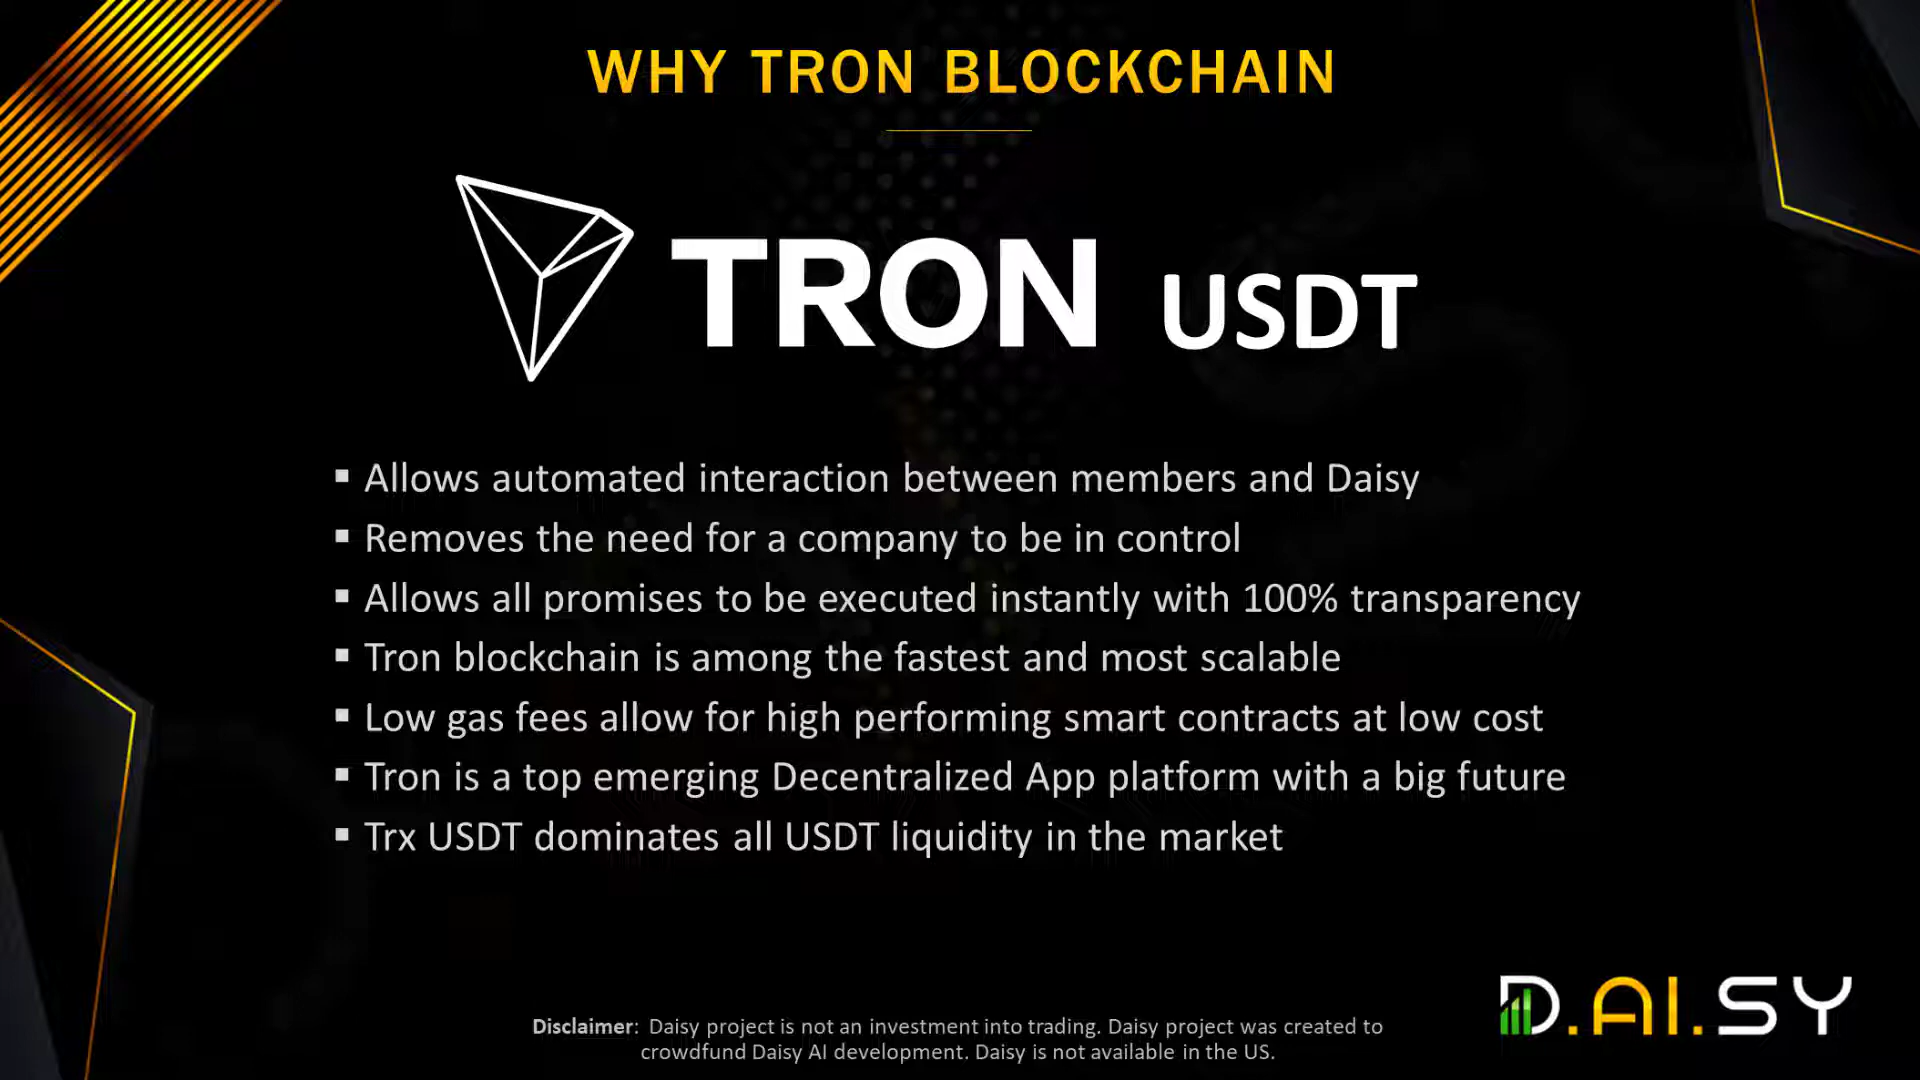 WHY TRON BLOCKCHAIN
TRON USDT
▪ Allows automated interaction between members and Daisy
▪ Removes the need for a company to be in control
▪ Allows all promises to be executed instantly with 100% transparency
▪ Tron blockchain is among the fastest and most scalable
▪ Low gas fees allow for high performing smart contracts at low cost
▪ Tron is a top emerging Decentralized App platform with a big future
▪ Trx USDT dominates all USDT liquidity in the market
D.AI.SY
Disclaimer: Daisy project is not an investment into trading. Daisy project was created to
crowdfund Daisy AI development. Daisy is not available in the US.